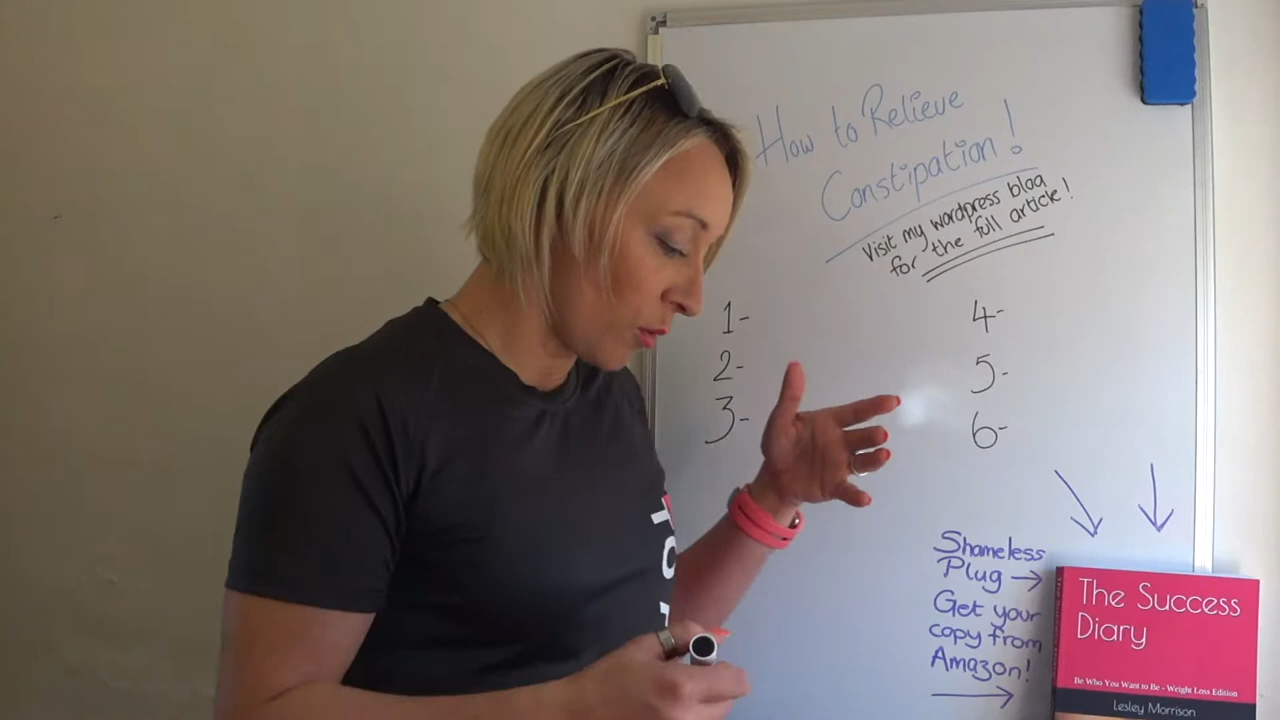 How to Relieve
Constipation!
Visit my wordpress blog
for the full article!
1-
2-
3-
4-
5-
6-
Shameless
Plug →
Get your
copy from
Amazon!
The Success
Diary
Be Who You Want to Be - Weight Loss Edition
Lesley Morrison